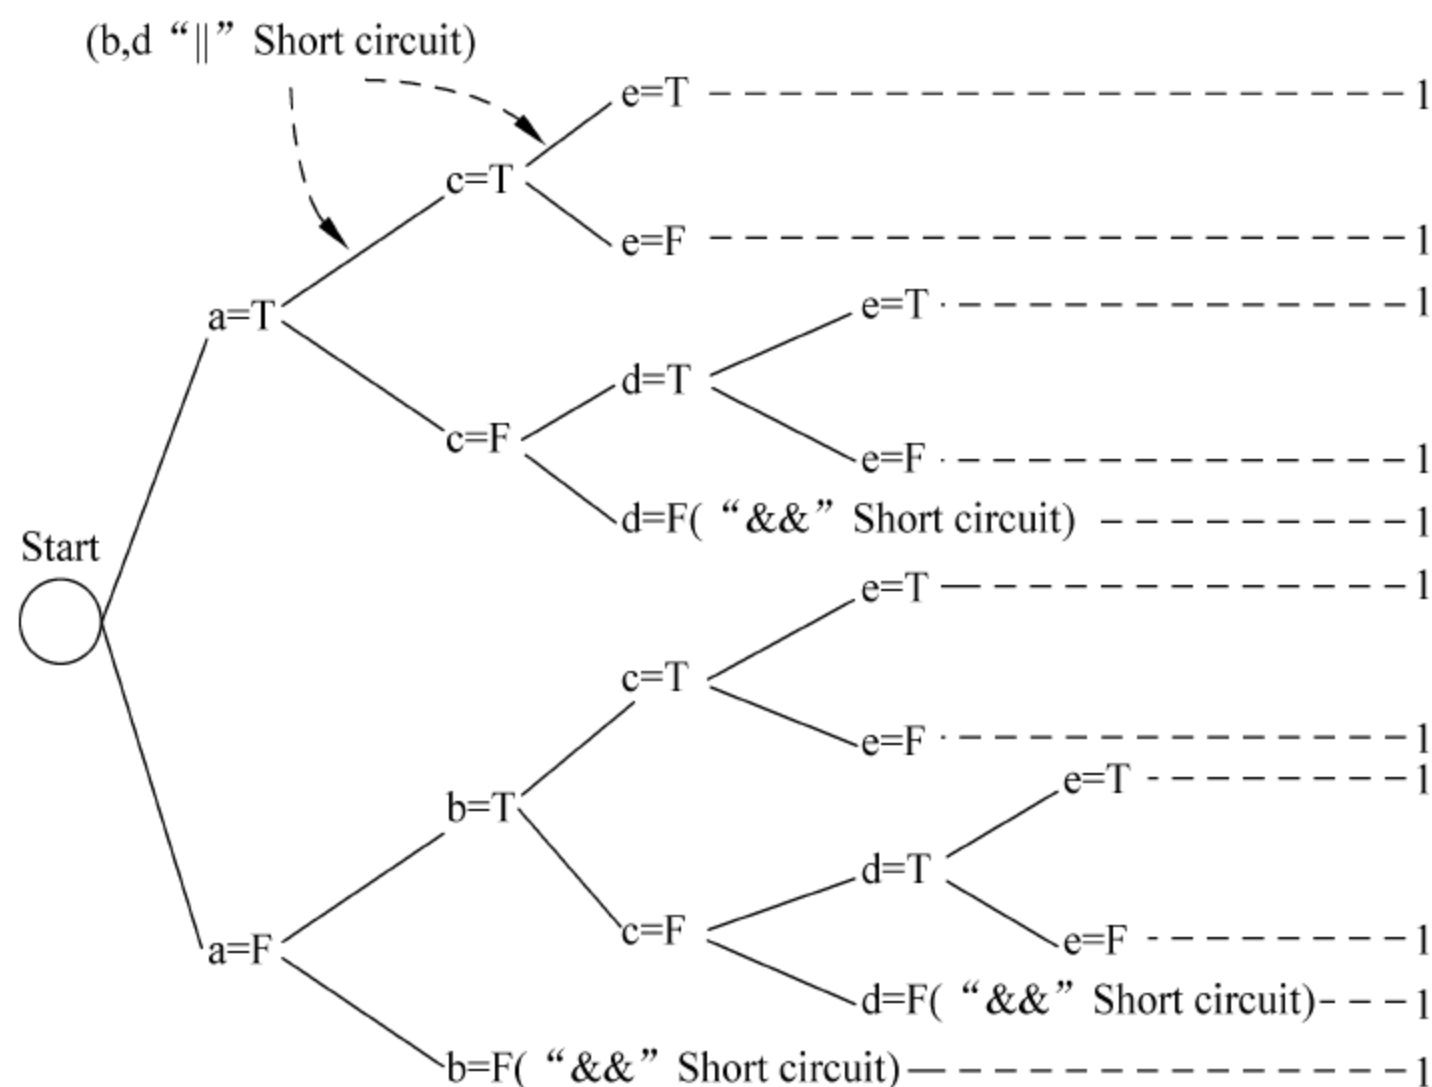 (b,d “||” Short circuit)
e=T 1
c=T
e=F 1
e=T 1
a=T
d=T
c=F
e=F 1
d=F( “&&” Short circuit) 1
Start
e=T 1
c=T
e=F 1
e=T 1
b=T
d=T
c=F
e=F 1
a=F
d=F( “&&” Short circuit) 1
b=F( “&&” Short circuit) 1